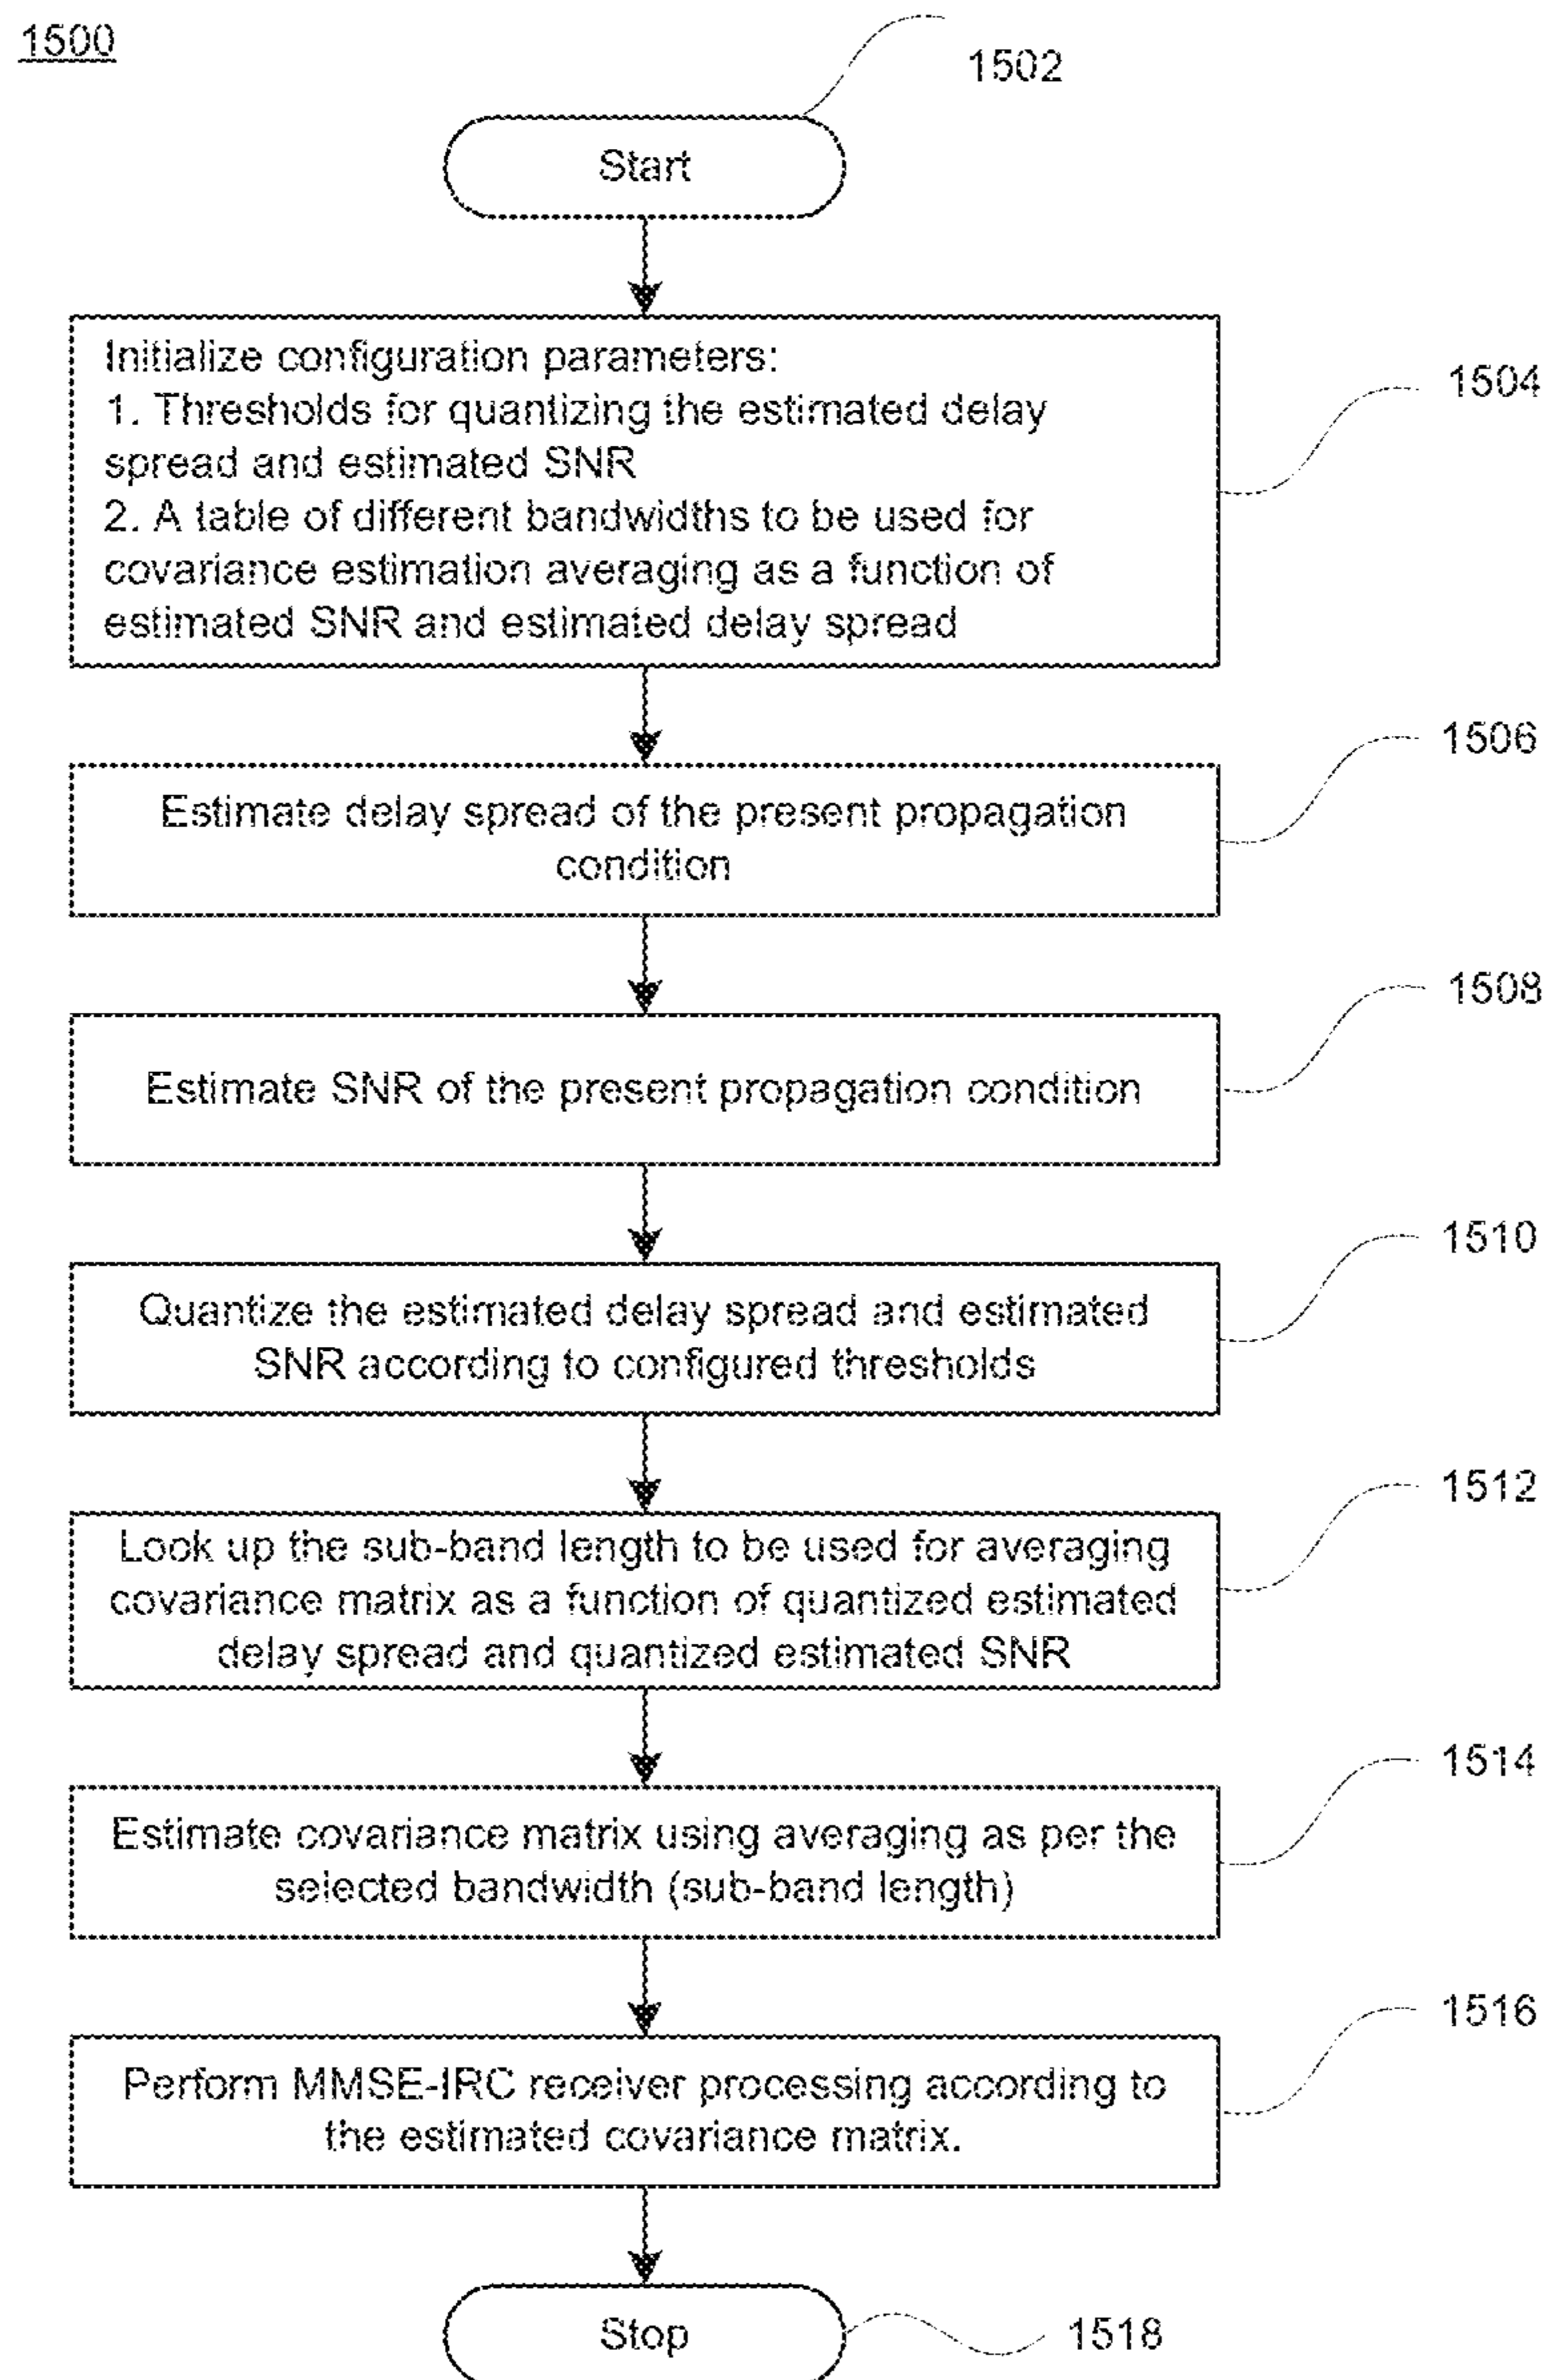 1500
1502
Start
Initialize configuration parameters:
1. Thresholds for quantizing the estimated delay
spread and estimated SNR
2. A table of different bandwidths to be used for
covariance estimation averaging as a function of
estimated SNR and estimated delay spread
1504
1506
Estimate delay spread of the present propagation
condition
1508
Estimate SNR of the present propagation condition
1510
Quantize the estimated delay spread and estimated
SNR according to configured thresholds
1512
Look up the sub-band length to be used for averaging
covariance matrix as a function of quantized estimated
delay spread and quantized estimated SNR
1514
Estimate covariance matrix using averaging as per the
selected bandwidth (sub-band length)
1516
Perform MMSE-IRC receiver processing according to
the estimated covariance matrix.
Stop
1518